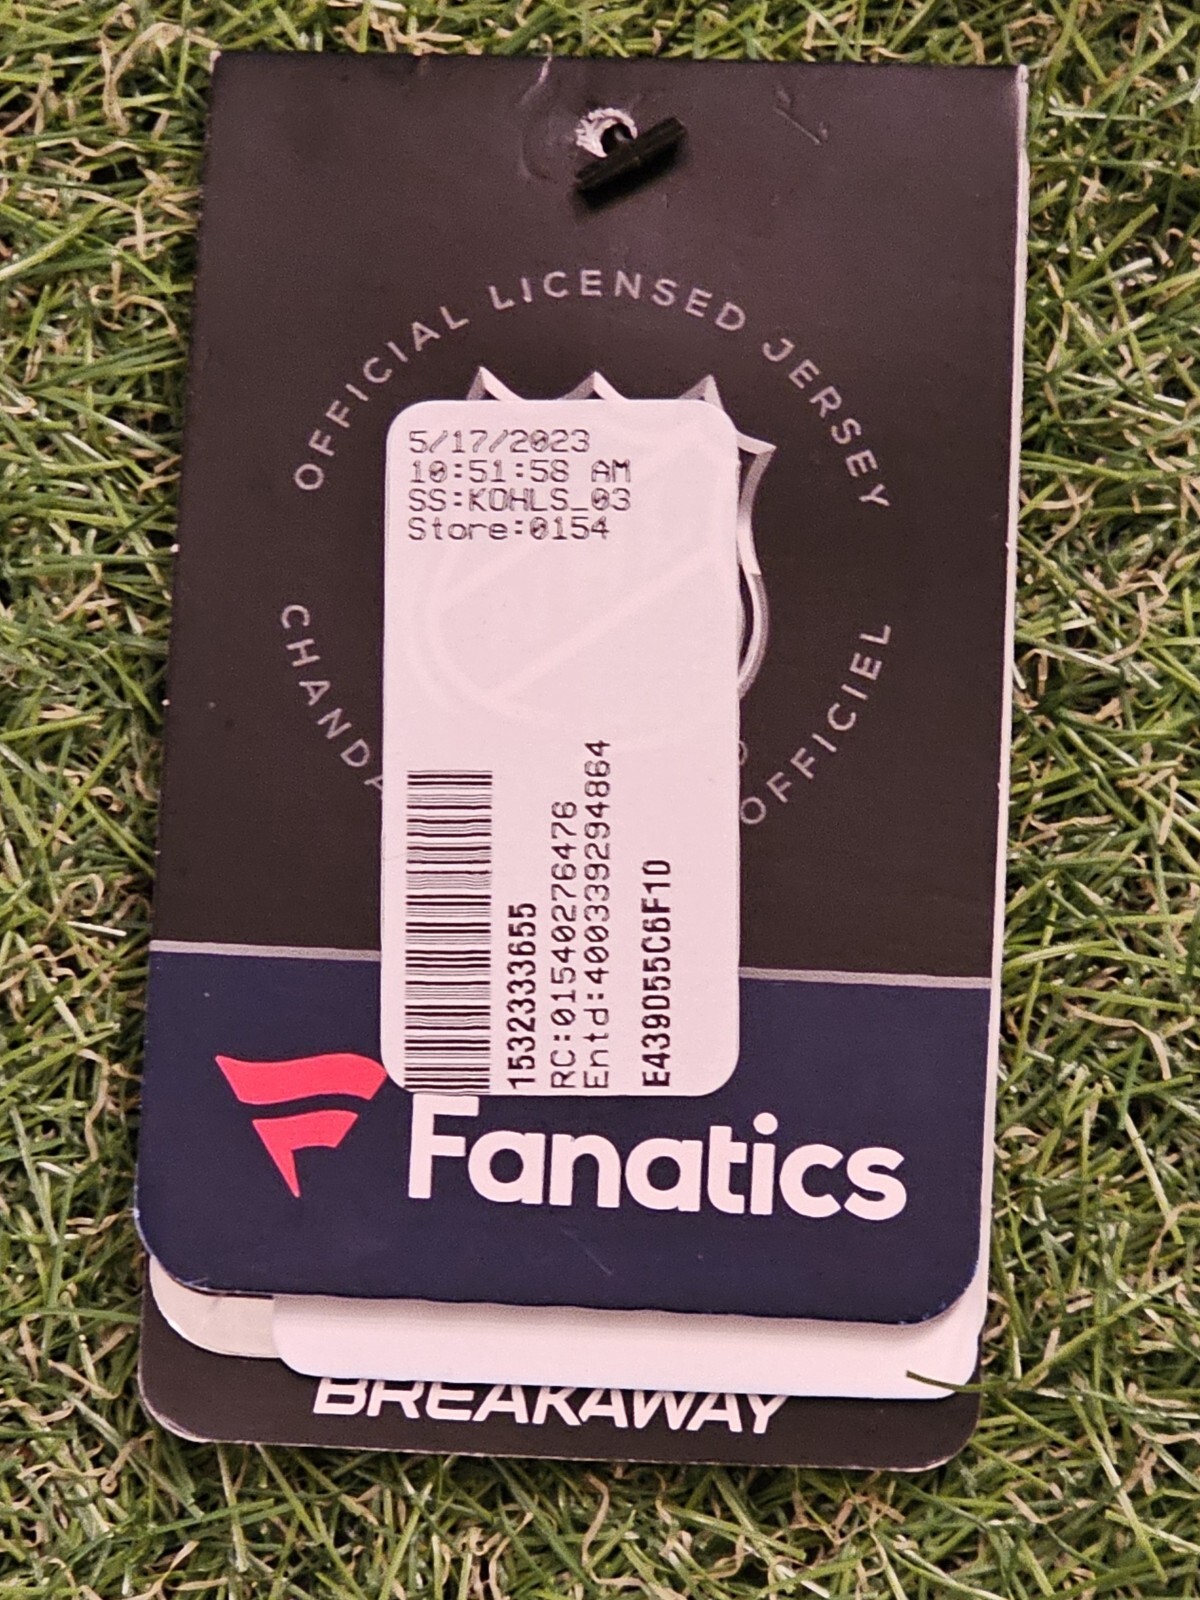 OFFICIAL LICENSED JERSEY
5/17/2023
10:51:58 AM
SS:KOHLS_03
Store:0154
1532333655
RC:01540276476
Entd:4003392294864
E439D55C6F10
OFFICIEL
Fanatics
BREAKAWAY